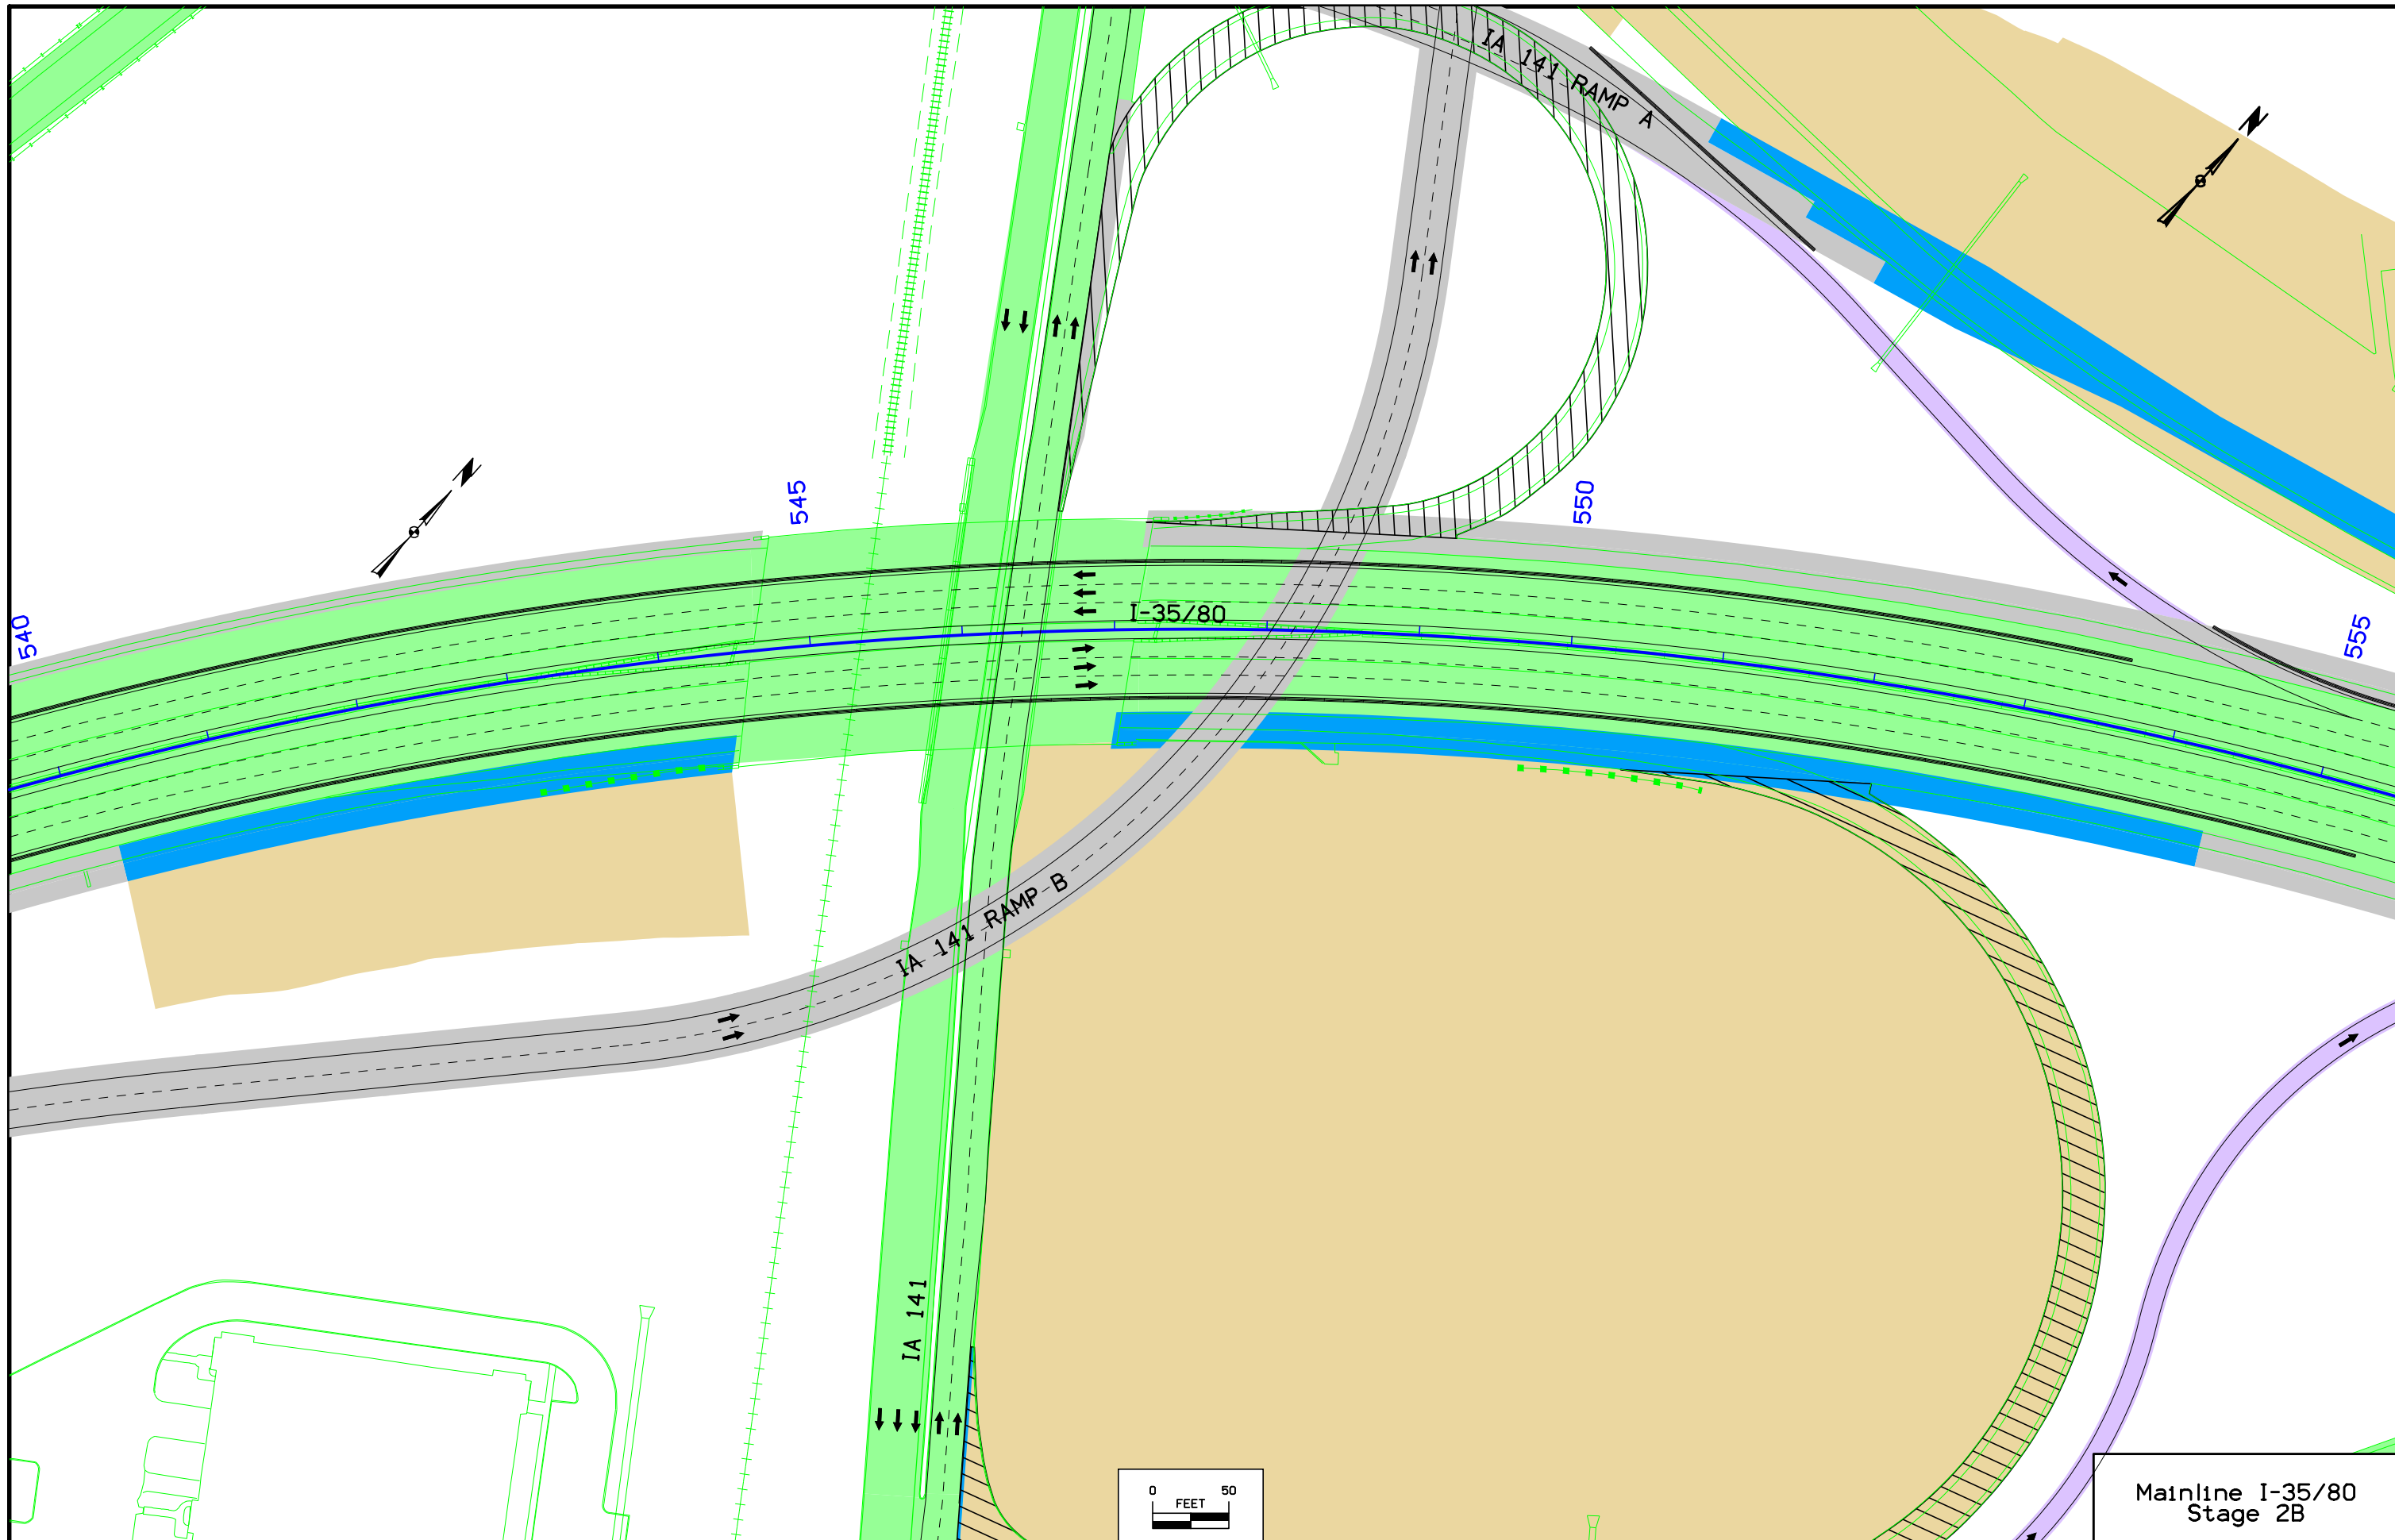 IA 141 RAMP A
545
550
I-35/80
540
555
IA 141 RAMP B
IA 141
0 50
FEET
Mainline I-35/80
Stage 2B